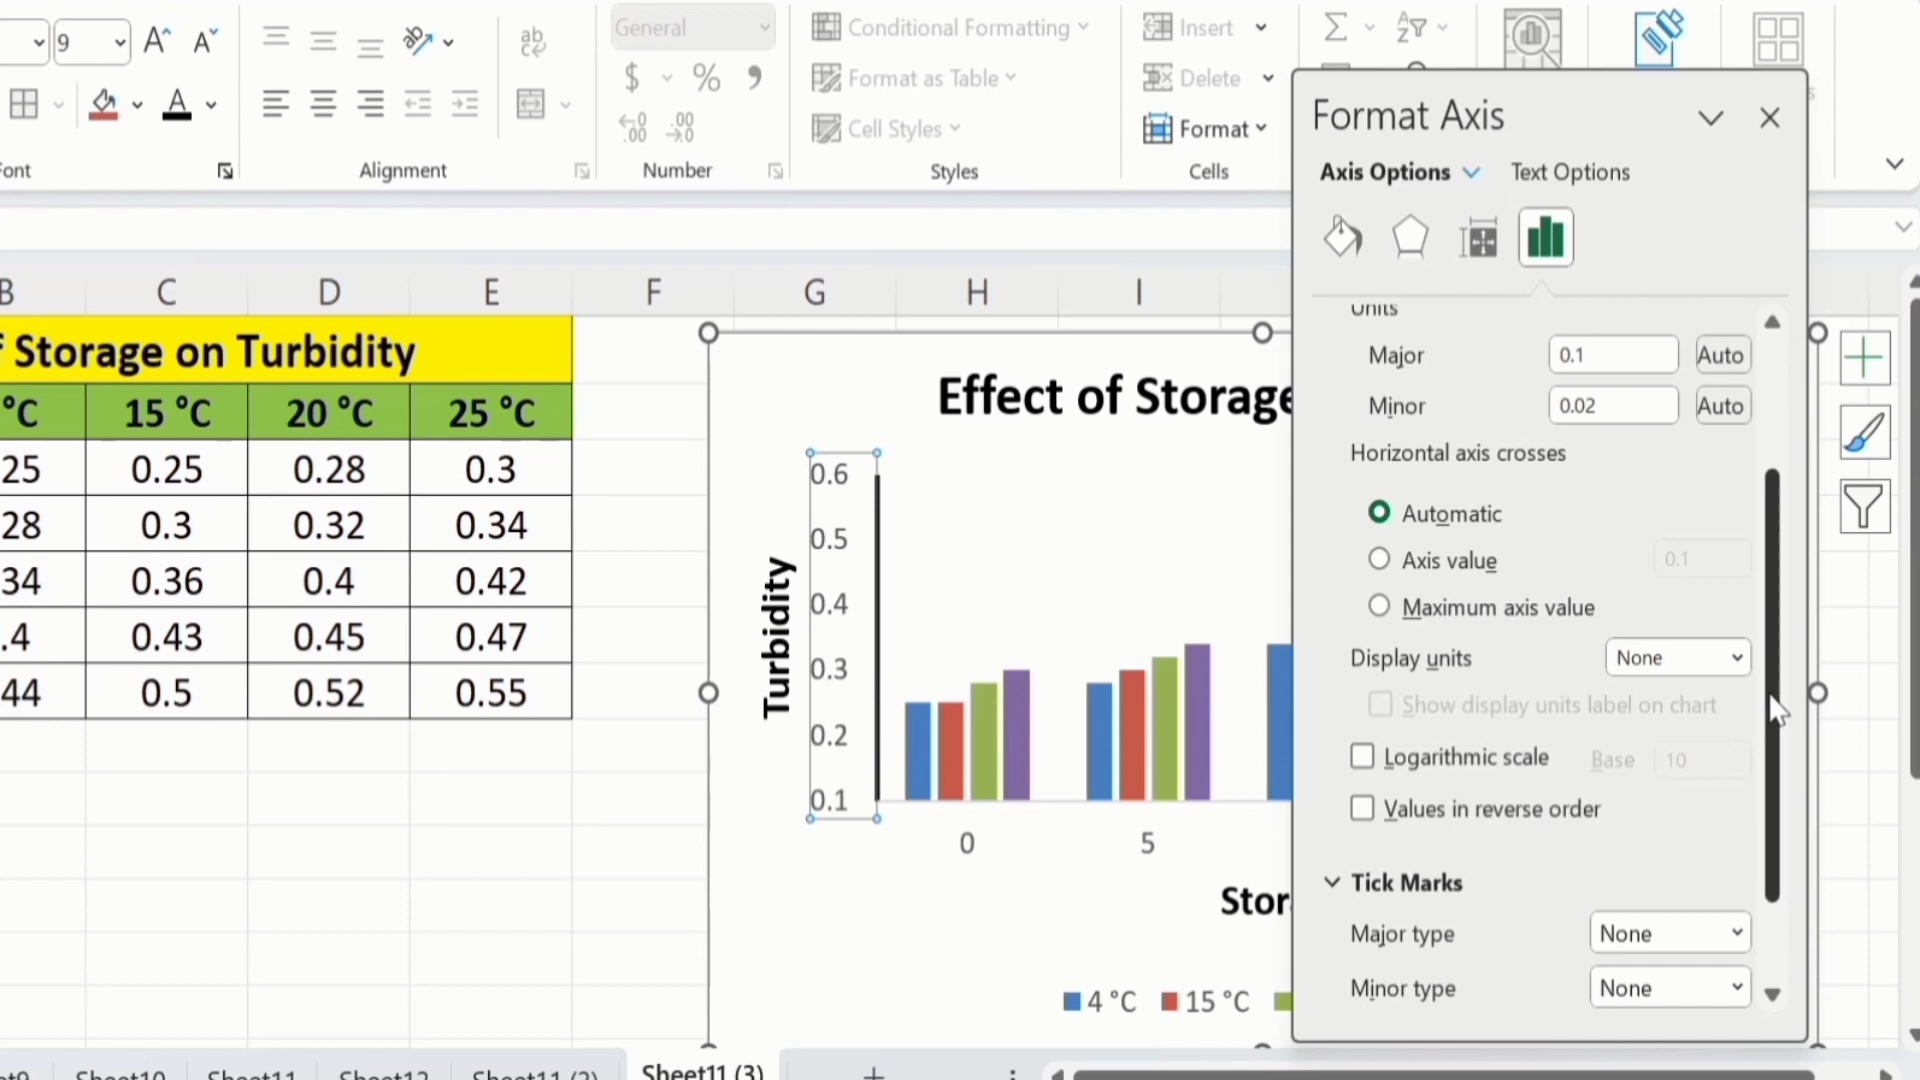 9
General
Conditional Formatting
Insert
Format as Table
Delete
Cell Styles
Format
Alignment
Number
Styles
Cells
Format Axis
Axis Options
Text Options
B
C
D
E
F
G
H
I
Storage on Turbidity
°C
15 °C
20 °C
25 °C
25
0.25
0.28
0.3
28
0.3
0.32
0.34
34
0.36
0.4
0.42
.4
0.43
0.45
0.47
44
0.5
0.52
0.55
Effect of Storage
Turbidity
0.6
0.5
0.4
0.3
0.2
0.1
0
5
4 °C
15 °C
Units
Major
0.1
Auto
Minor
0.02
Auto
Horizontal axis crosses
Automatic
Axis value
0.1
Maximum axis value
Display units
None
Show display units label on chart
Logarithmic scale
Base
10
Values in reverse order
Tick Marks
Major type
None
Minor type
None
Sheet10
Sheet11
Sheet12
Sheet11 (2)
Sheet11 (3)